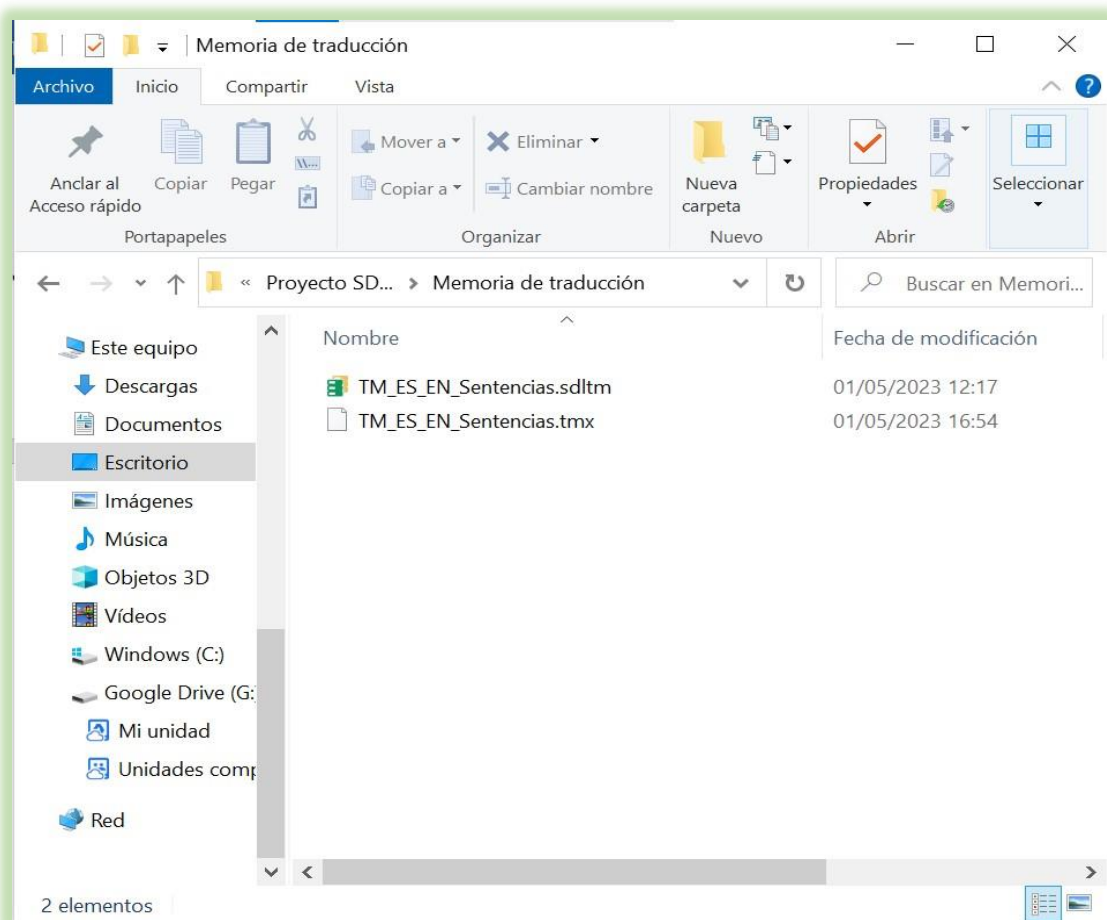 Memoria de traducción
Archivo Inicio Compartir Vista
Anclar al Acceso rápido Copiar Pegar
\\...
Mover a
Copiar a
Eliminar
Cambiar nombre
Nueva carpeta
Propiedades
Seleccionar
Portapapeles Organizar Nuevo Abrir
« Proyecto SD... > Memoria de traducción
Buscar en Memori...
Este equipo
Descargas
Documentos
Escritorio
Imágenes
Música
Objetos 3D
Vídeos
Windows (C:)
Google Drive (G:
Mi unidad
Unidades comp
Red
Nombre Fecha de modificación
TM_ES_EN_Sentencias.sdltm 01/05/2023 12:17
TM_ES_EN_Sentencias.tmx 01/05/2023 16:54
2 elementos